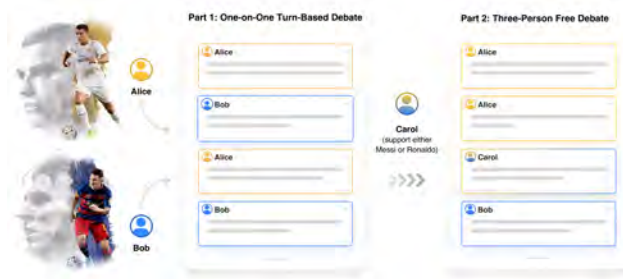 Part 1: One-on-One Turn-Based Debate
Part 2: Three-Person Free Debate
Alice
Bob
Alice
Bob
Alice
Bob
Carol
(support either
Messi or Ronaldo)
Alice
Alice
Carol
Bob